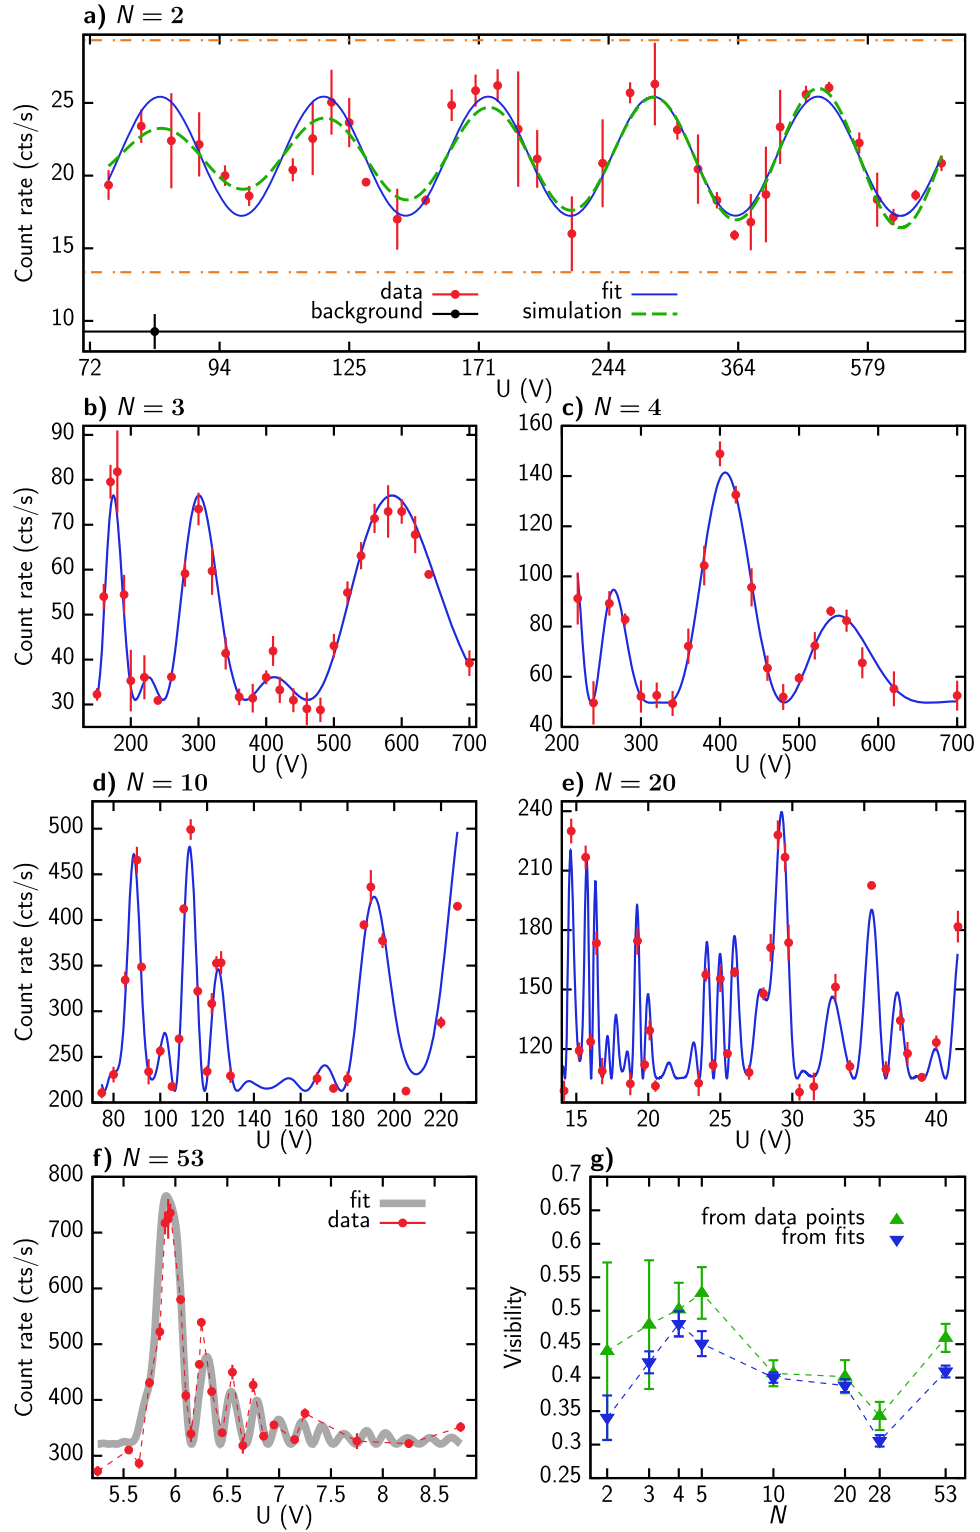 a) N = 2
Count rate (cts/s)
25
20
15
10
data
background
fit
simulation
72 94 125 171 244 364 579
U (V)
b) N = 3
Count rate (cts/s)
90
80
70
60
50
40
30
200 300 400 500 600 700
U (V)
c) N = 4
160
140
120
100
80
60
40
200 300 400 500 600 700
U (V)
d) N = 10
Count rate (cts/s)
500
450
400
350
300
250
200
80 100 120 140 160 180 200 220
U (V)
e) N = 20
240
210
180
150
120
15 20 25 30 35 40
U (V)
f) N = 53
Count rate (cts/s)
800
700
600
500
400
300
fit
data
5.5 6 6.5 7 7.5 8 8.5
U (V)
g)
Visibility
0.7
0.65
0.6
0.55
0.5
0.45
0.4
0.35
0.3
0.25
from data points
from fits
2 3 4 5 10 20 28 53
N